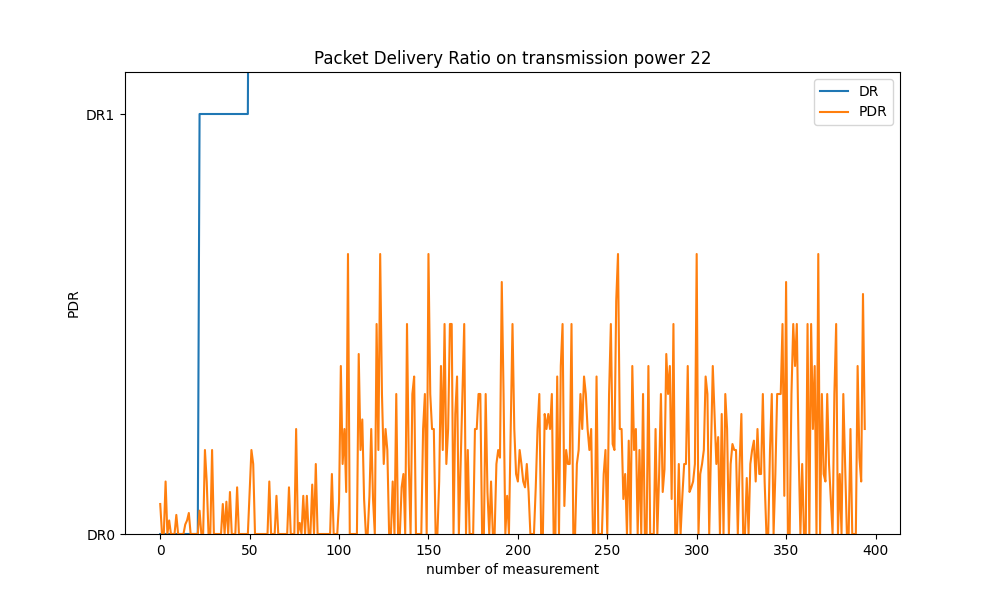 Packet Delivery Ratio on transmission power 22
DR
PDR
DR1
PDR
DR0
0 50 100 150 200 250 300 350 400
number of measurement